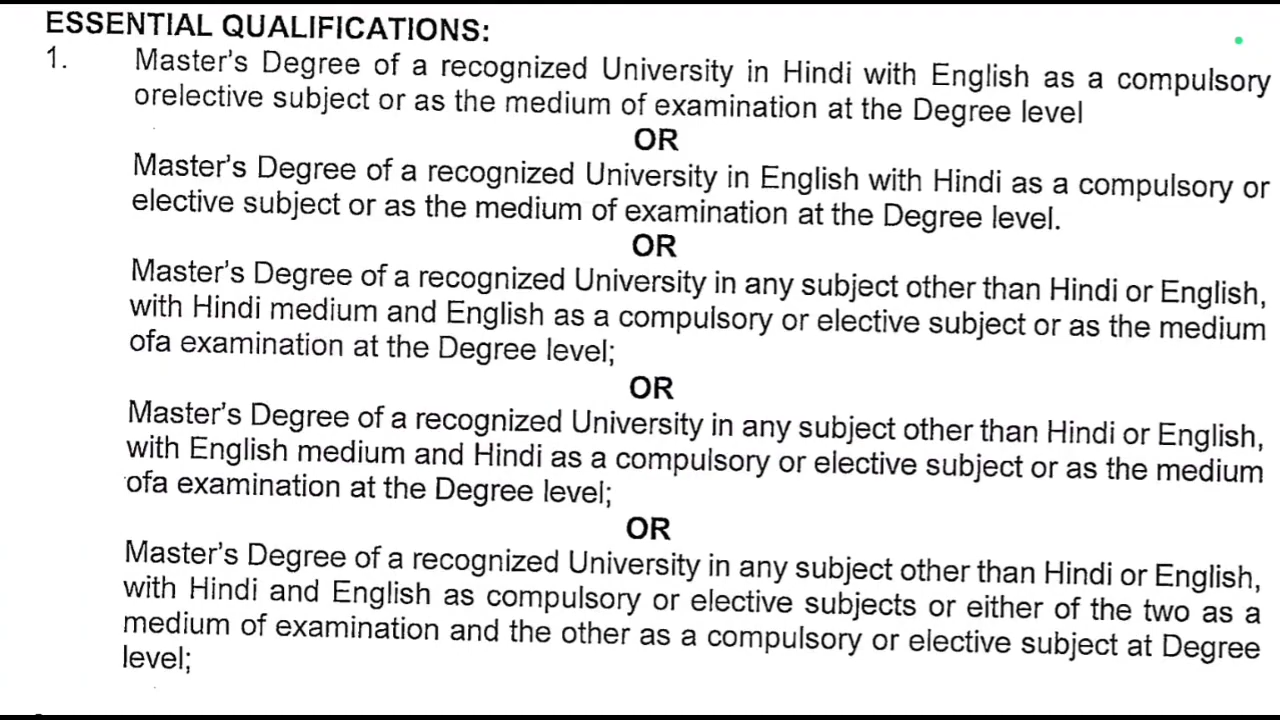 ESSENTIAL QUALIFICATIONS:
1. Master's Degree of a recognized University in Hindi with English as a compulsory
orelective subject or as the medium of examination at the Degree level
OR
Master's Degree of a recognized University in English with Hindi as a compulsory or
elective subject or as the medium of examination at the Degree level.
OR
Master's Degree of a recognized University in any subject other than Hindi or English,
with Hindi medium and English as a compulsory or elective subject or as the medium
ofa examination at the Degree level;
OR
Master's Degree of a recognized University in any subject other than Hindi or English,
with English medium and Hindi as a compulsory or elective subject or as the medium
ofa examination at the Degree level;
OR
Master's Degree of a recognized University in any subject other than Hindi or English,
with Hindi and English as compulsory or elective subjects or either of the two as a
medium of examination and the other as a compulsory or elective subject at Degree
level;